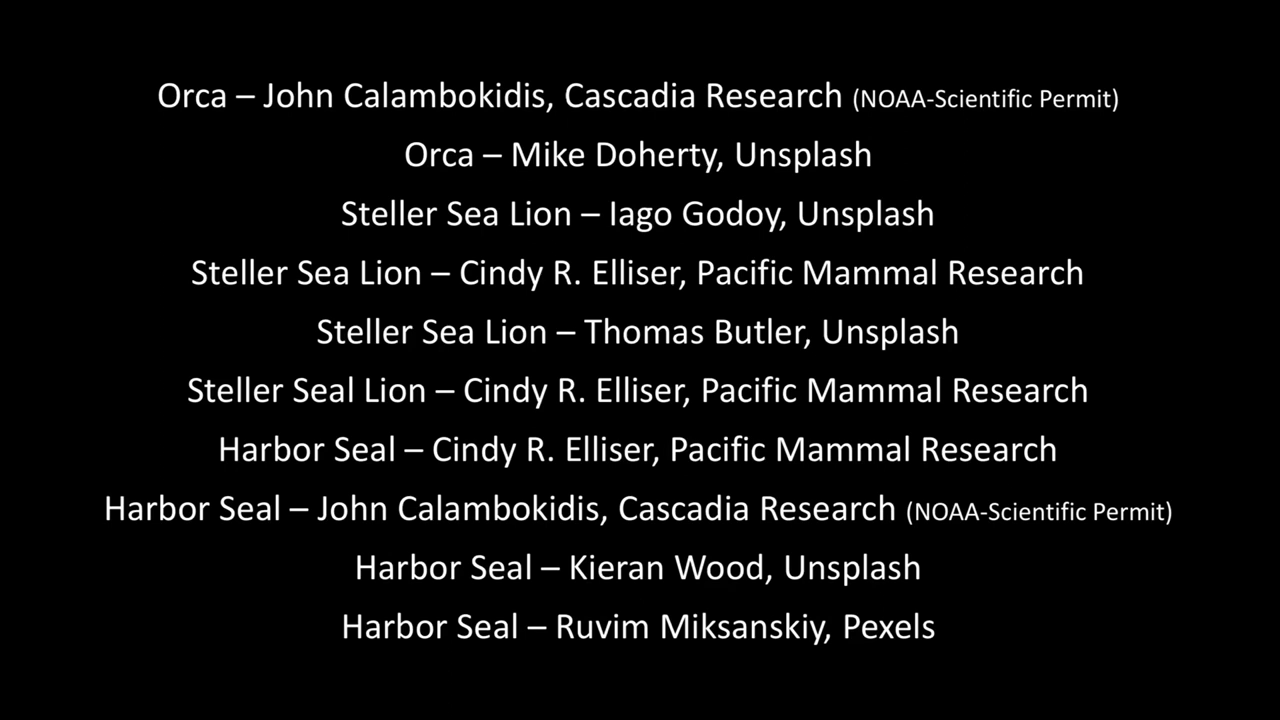 Orca – John Calambokidis, Cascadia Research (NOAA-Scientific Permit)
Orca – Mike Doherty, Unsplash
Steller Sea Lion – Iago Godoy, Unsplash
Steller Sea Lion – Cindy R. Elliser, Pacific Mammal Research
Steller Sea Lion – Thomas Butler, Unsplash
Steller Seal Lion – Cindy R. Elliser, Pacific Mammal Research
Harbor Seal – Cindy R. Elliser, Pacific Mammal Research
Harbor Seal – John Calambokidis, Cascadia Research (NOAA-Scientific Permit)
Harbor Seal – Kieran Wood, Unsplash
Harbor Seal – Ruvim Miksanskiy, Pexels